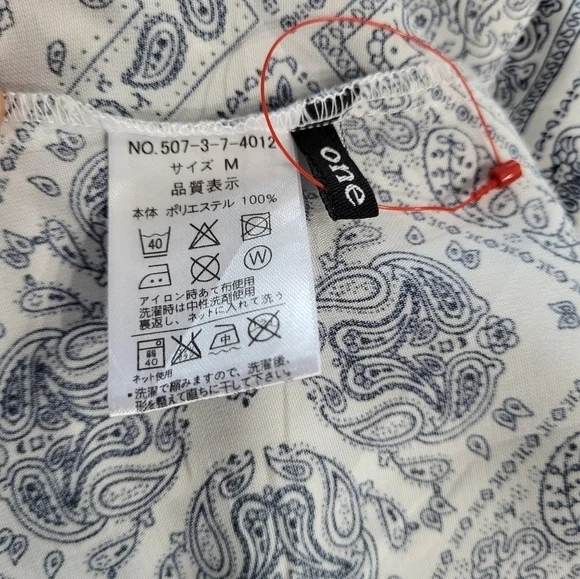 NO.507-3-7-4012
サイズ M
品質表示
本体 ポリエステル 100%
40
W
アイロン時あて布使用
洗濯時は中性洗剤使用
裏返し、ネットに入れて洗う
40
中
ネット使用
*洗濯で縮みますので、洗濯後、
形を整えて直ちに干して下さい。
one